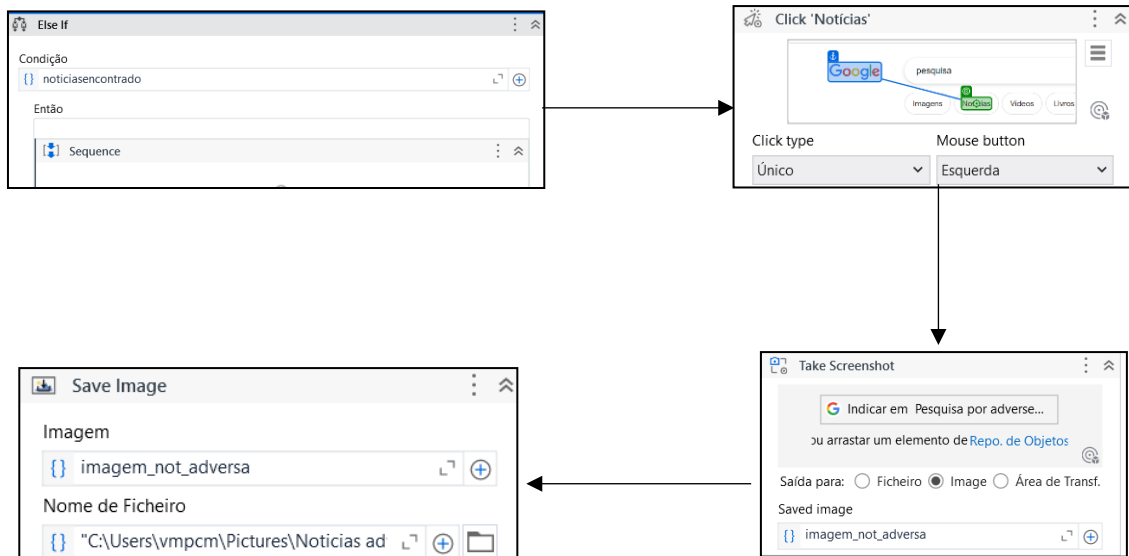 Else If
Condição
{} noticiasencontrado
Então
Sequence
Click 'Notícias'
Google
pesquisa
Imagens
Notícias
Vídeos
Livros
Click type
Mouse button
Único
Esquerda
Take Screenshot
G Indicar em Pesquisa por adverse...
ou arrastar um elemento de Repo. de Objetos
Saída para: Ficheiro Image Área de Transf.
Saved image
{} imagem_not_adversa
Save Image
Imagem
{} imagem_not_adversa
Nome de Ficheiro
{} "C:\Users\vmpcm\Pictures\Noticias ad